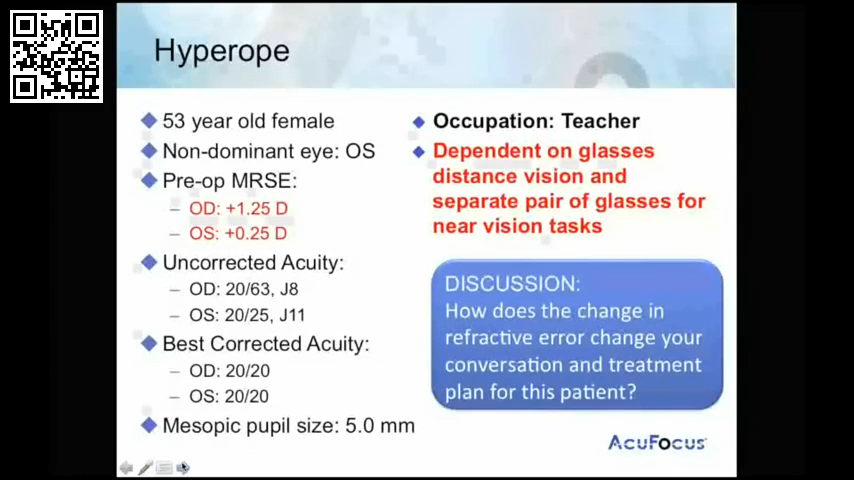 Hyperope
53 year old female
Non-dominant eye: OS
Pre-op MRSE:
– OD: +1.25 D
– OS: +0.25 D
Uncorrected Acuity:
– OD: 20/63, J8
– OS: 20/25, J11
Best Corrected Acuity:
– OD: 20/20
– OS: 20/20
Mesopic pupil size: 5.0 mm
Occupation: Teacher
Dependent on glasses
distance vision and
separate pair of glasses for
near vision tasks
DISCUSSION:
How does the change in
refractive error change your
conversation and treatment
plan for this patient?
AcuFocus